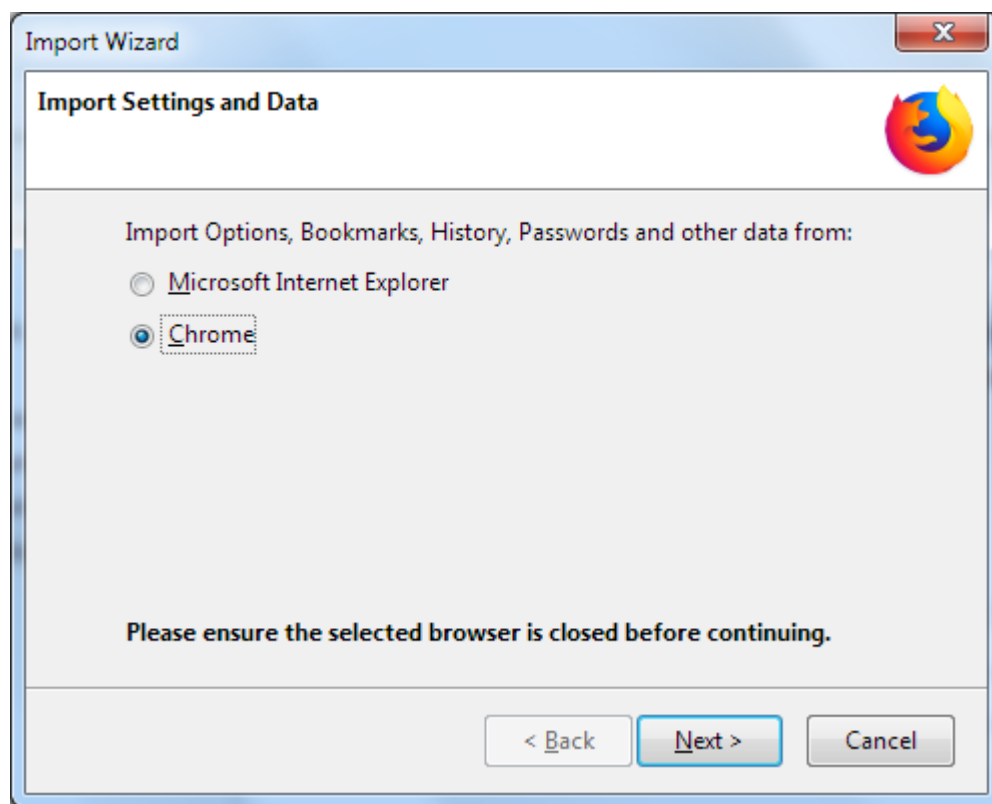 Import Wizard
Import Settings and Data
Import Options, Bookmarks, History, Passwords and other data from:
Microsoft Internet Explorer
Chrome
Please ensure the selected browser is closed before continuing.
< Back Next > Cancel